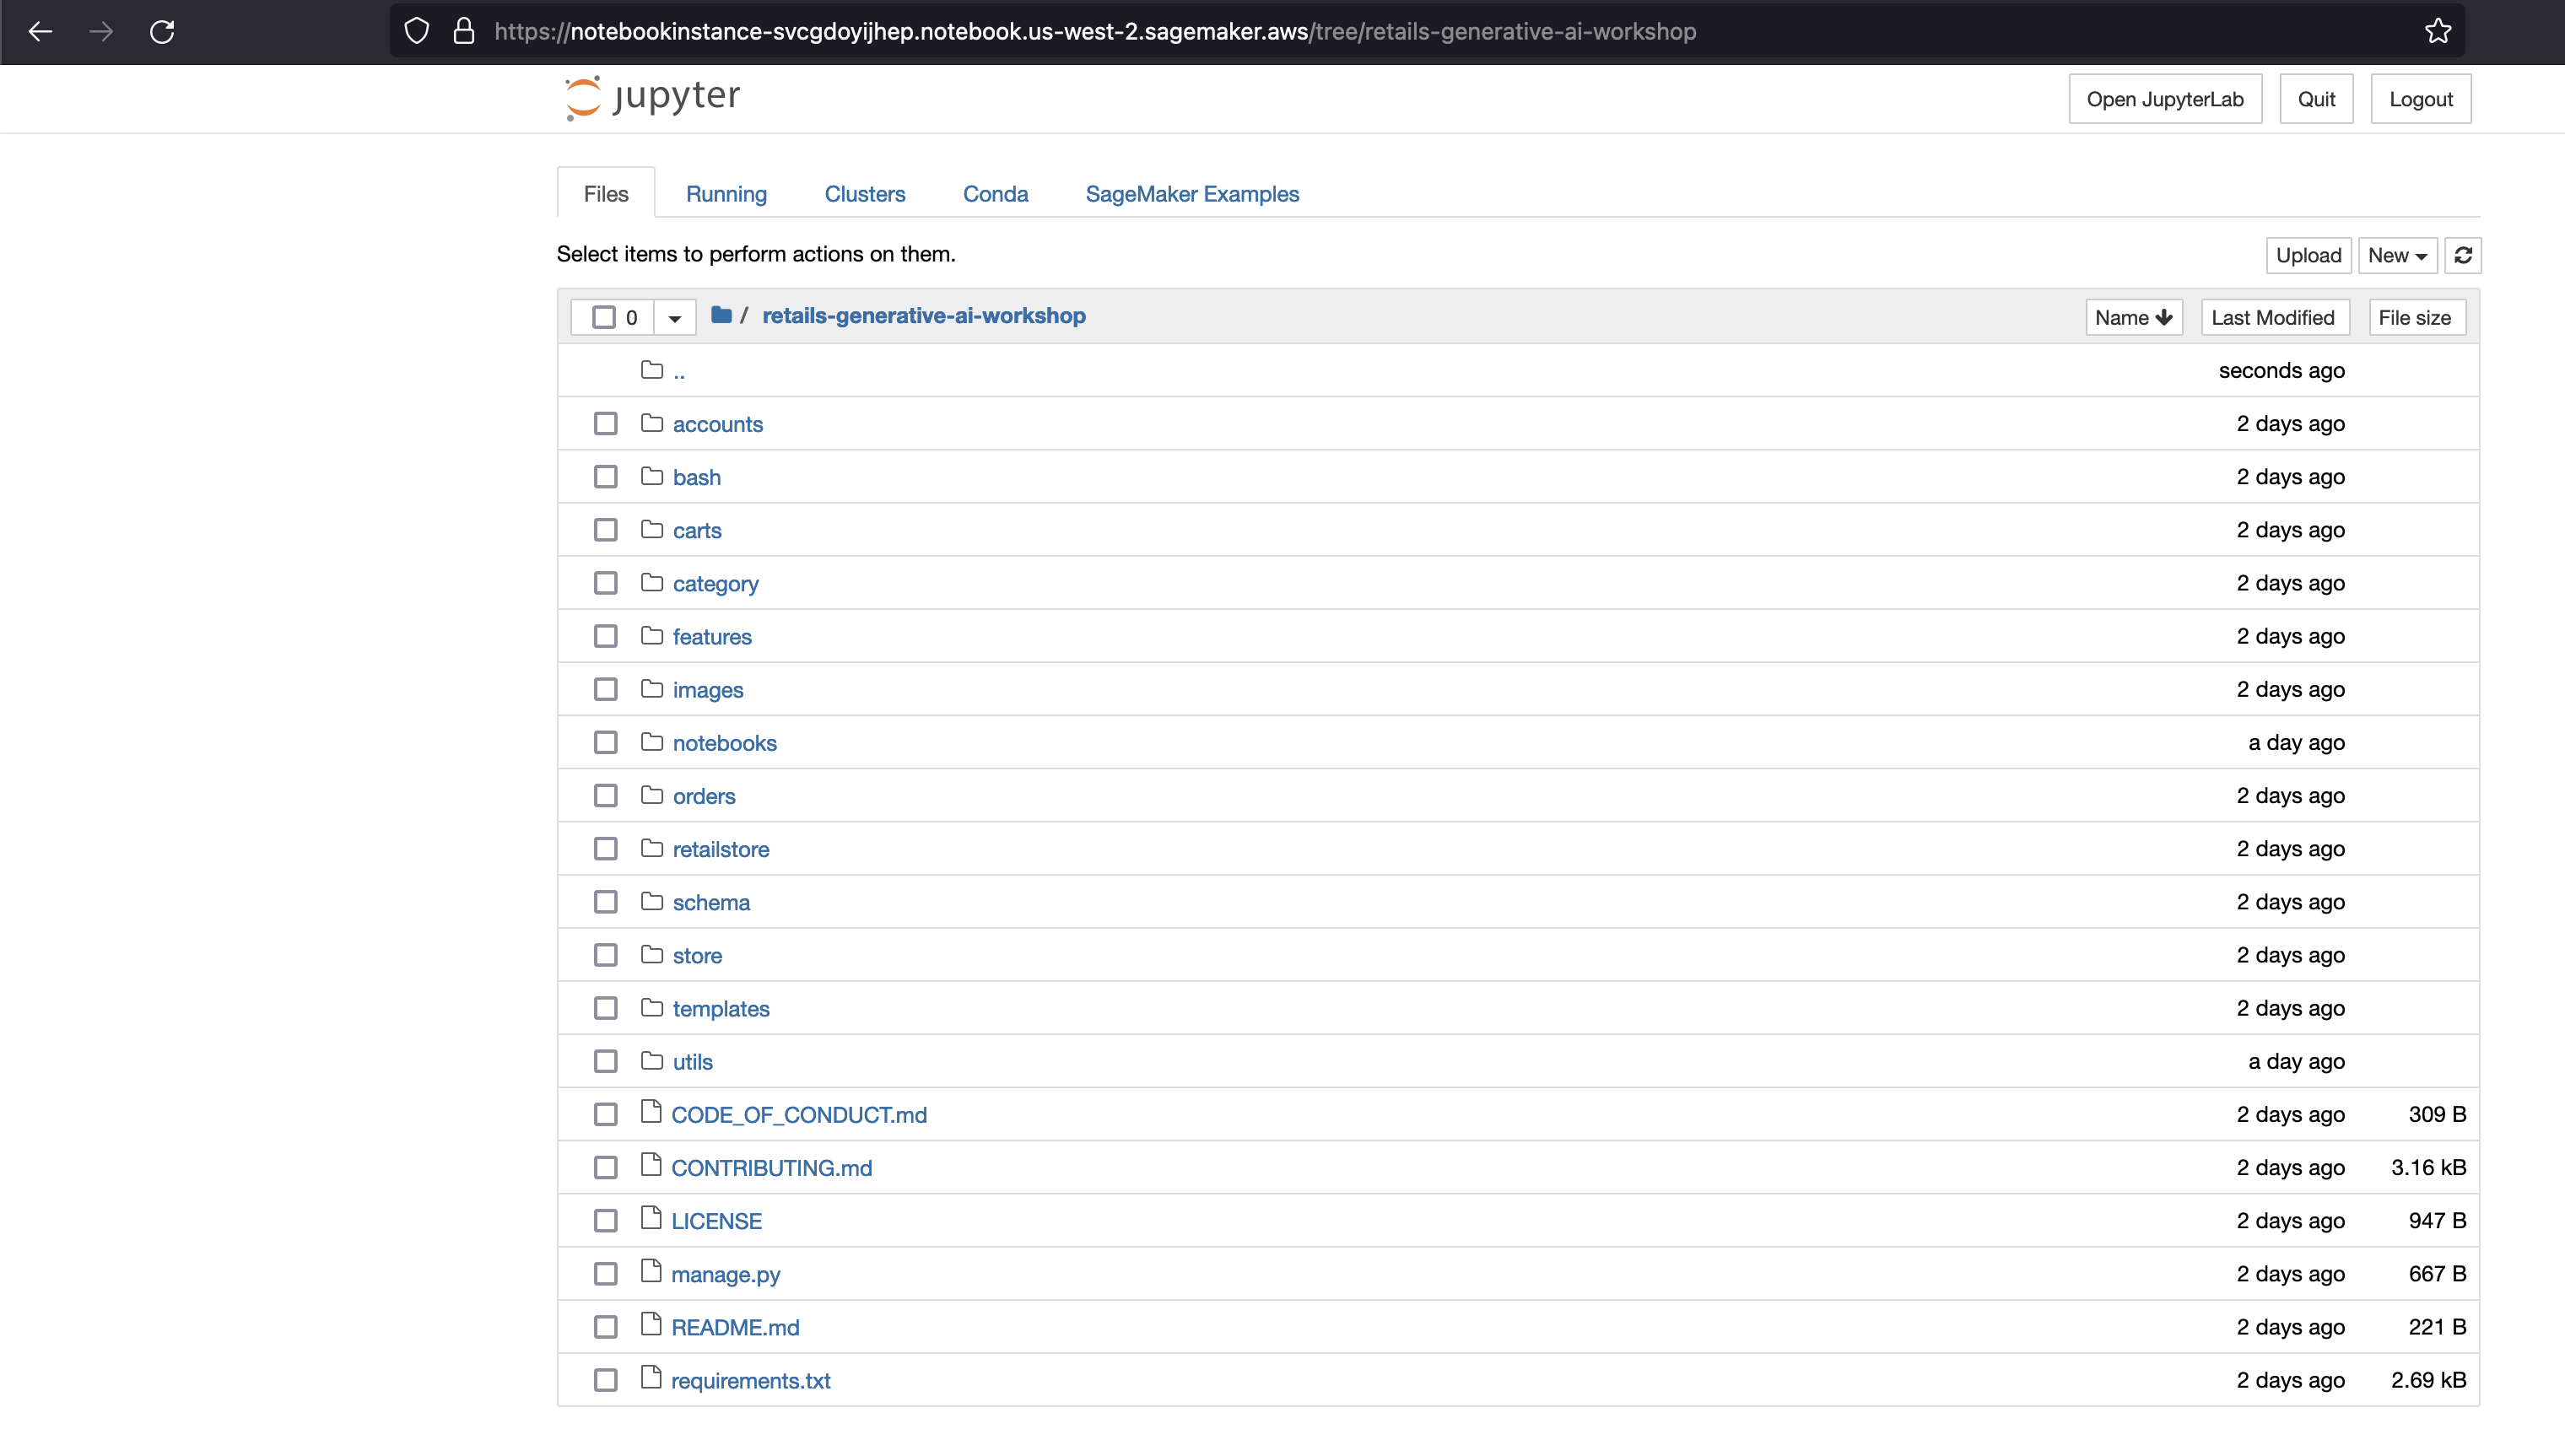 https://notebookinstance-svcgdoyijhep.notebook.us-west-2.sagemaker.aws/tree/retails-generative-ai-workshop
jupyter Open JupyterLab Quit Logout
Files Running Clusters Conda SageMaker Examples
Select items to perform actions on them. Upload New
0 / retails-generative-ai-workshop Name Last Modified File size
.. seconds ago
accounts 2 days ago
bash 2 days ago
carts 2 days ago
category 2 days ago
features 2 days ago
images 2 days ago
notebooks a day ago
orders 2 days ago
retailstore 2 days ago
schema 2 days ago
store 2 days ago
templates 2 days ago
utils a day ago
CODE_OF_CONDUCT.md 2 days ago 309 B
CONTRIBUTING.md 2 days ago 3.16 kB
LICENSE 2 days ago 947 B
manage.py 2 days ago 667 B
README.md 2 days ago 221 B
requirements.txt 2 days ago 2.69 kB